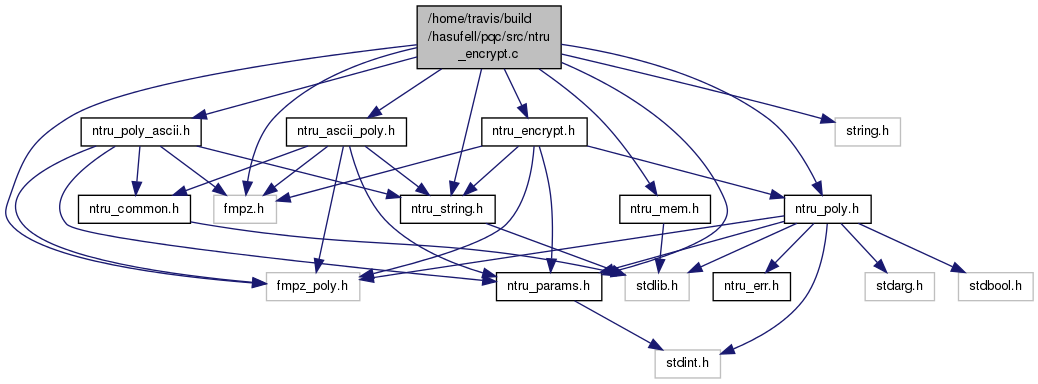 /home/travis/build
/hasufell/pqc/src/ntru
_encrypt.c
ntru_poly_ascii.h
ntru_ascii_poly.h
ntru_encrypt.h
string.h
ntru_common.h
fmpz.h
ntru_string.h
ntru_mem.h
ntru_poly.h
fmpz_poly.h
ntru_params.h
stdlib.h
ntru_err.h
stdarg.h
stdbool.h
stdint.h